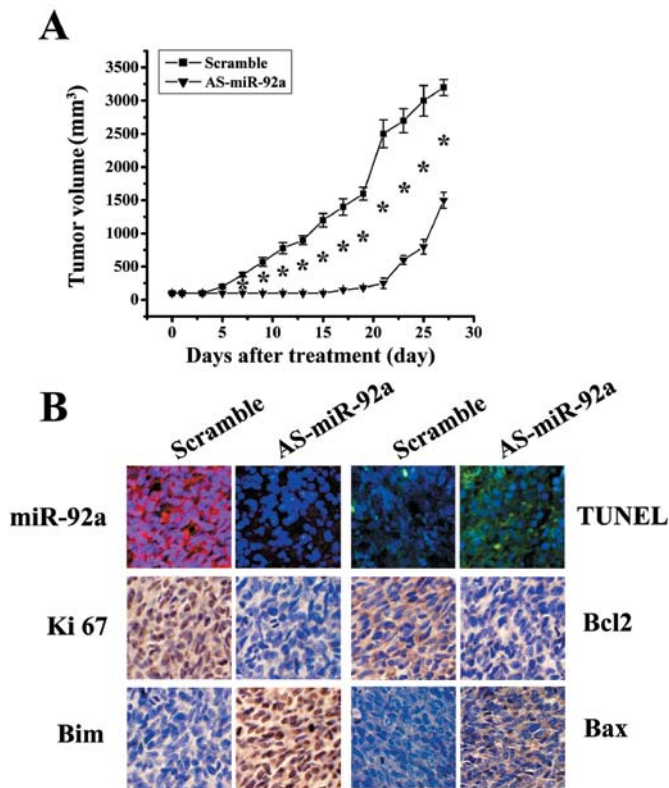 A
Scramble
AS-miR-92a
Tumor volume (mm³)
3500
3000
2500
2000
1500
1000
500
0
* * * * * * * * * * *
0 5 10 15 20 25 30
Days after treatment (day)
B
Scramble AS-miR-92a Scramble AS-miR-92a
miR-92a TUNEL
Ki 67 Bcl2
Bim Bax